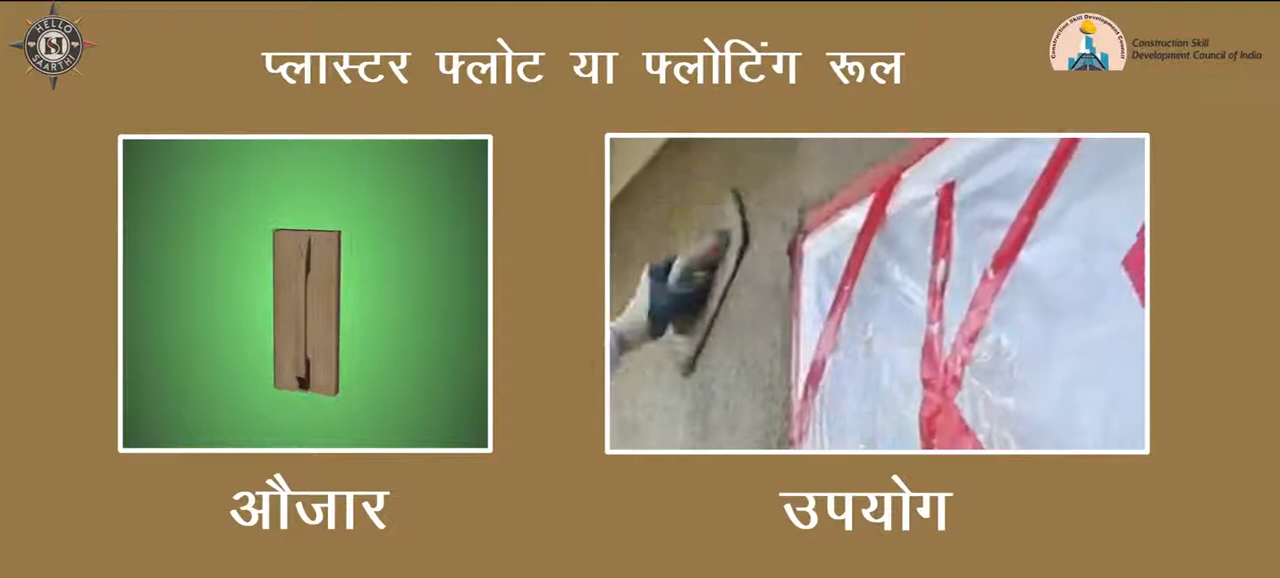 HELLO
SAARTHI
प्लास्टर फ्लोट या फ्लोटिंग रूल
Construction Skill Development Council
Construction Skill
Development Council of India
औजार
उपयोग